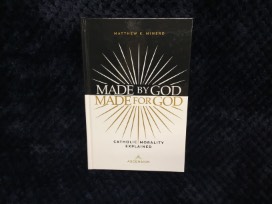 MATTHEW K. MINERD
MADE BY GOD
MADE FOR GOD
CATHOLIC MORALITY
EXPLAINED